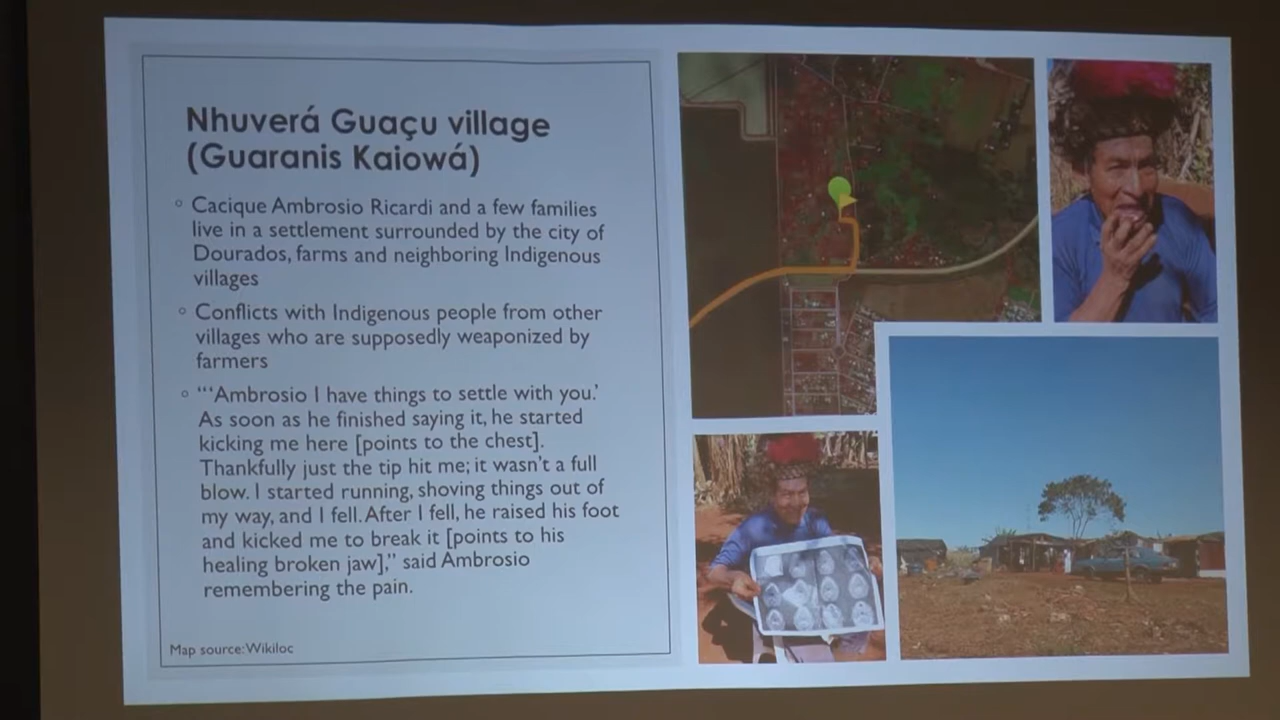 Nhuverá Guaçu village
(Guaranis Kaiowá)
◦ Cacique Ambrosio Ricardi and a few families
live in a settlement surrounded by the city of
Dourados, farms and neighboring Indigenous
villages
◦ Conflicts with Indigenous people from other
villages who are supposedly weaponized by
farmers
◦ “‘Ambrosio I have things to settle with you.’
As soon as he finished saying it, he started
kicking me here [points to the chest].
Thankfully just the tip hit me; it wasn’t a full
blow. I started running, shoving things out of
my way, and I fell. After I fell, he raised his foot
and kicked me to break it [points to his
healing broken jaw],” said Ambrosio
remembering the pain.
Map source: Wikiloc